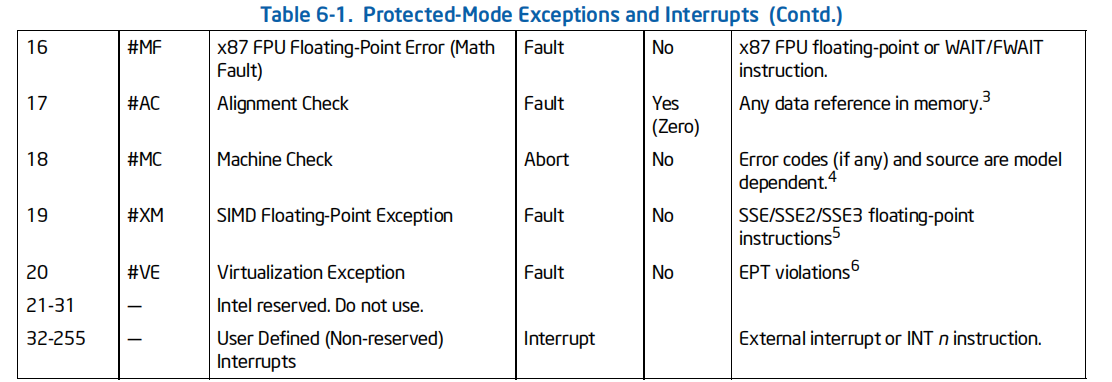 Table 6-1. Protected-Mode Exceptions and Interrupts (Contd.)
16 #MF x87 FPU Floating-Point Error (Math Fault No x87 FPU floating-point or WAIT/FWAIT
Fault) instruction.
17 #AC Alignment Check Fault Yes Any data reference in memory.3
(Zero)
18 #MC Machine Check Abort No Error codes (if any) and source are model
dependent.4
19 #XM SIMD Floating-Point Exception Fault No SSE/SSE2/SSE3 floating-point
instructions5
20 #VE Virtualization Exception Fault No EPT violations6
21-31 — Intel reserved. Do not use.
32-255 — User Defined (Non-reserved) Interrupt External interrupt or INT n instruction.
Interrupts